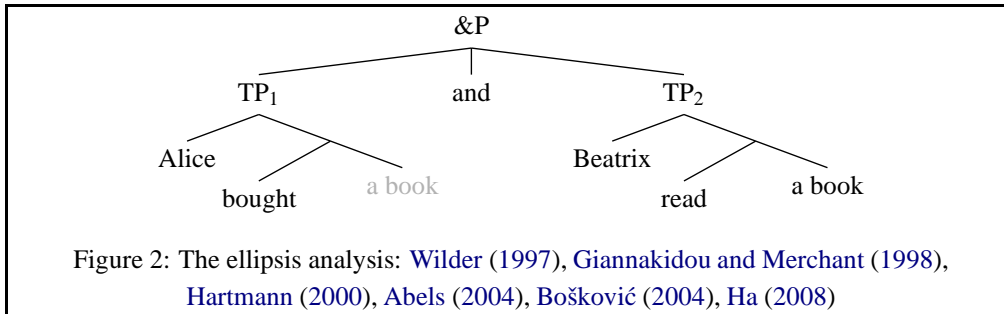 &P
TP1 and TP2
Alice Beatrix
bought a book read a book
Figure 2: The ellipsis analysis: Wilder (1997), Giannakidou and Merchant (1998),
Hartmann (2000), Abels (2004), Bošković (2004), Ha (2008)